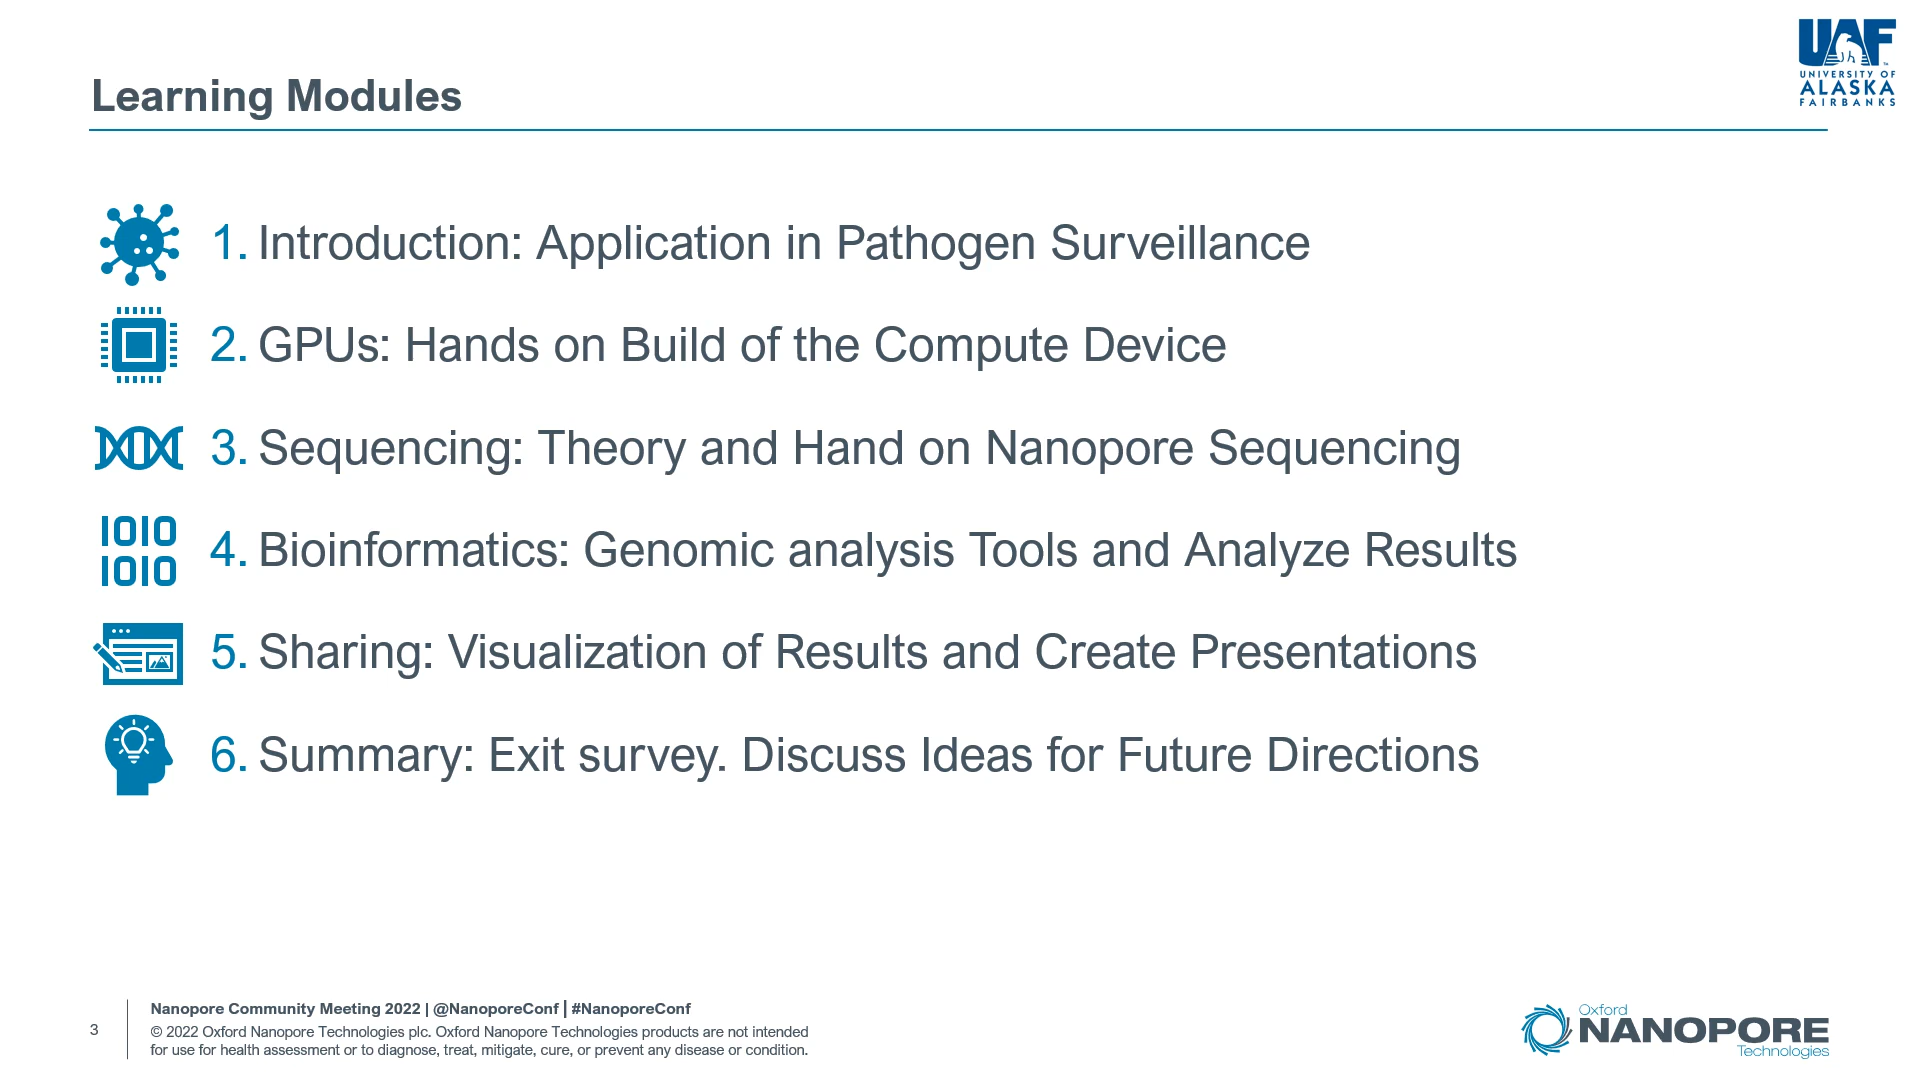 UAF
UNIVERSITY OF
ALASKA
FAIRBANKS
Learning Modules
1. Introduction: Application in Pathogen Surveillance
2. GPUs: Hands on Build of the Compute Device
3. Sequencing: Theory and Hand on Nanopore Sequencing
1010
1010
4. Bioinformatics: Genomic analysis Tools and Analyze Results
5. Sharing: Visualization of Results and Create Presentations
6. Summary: Exit survey. Discuss Ideas for Future Directions
3
Nanopore Community Meeting 2022 | @NanoporeConf | #NanoporeConf
© 2022 Oxford Nanopore Technologies plc. Oxford Nanopore Technologies products are not intended
for use for health assessment or to diagnose, treat, mitigate, cure, or prevent any disease or condition.
Oxford
NANOPORE
Technologies